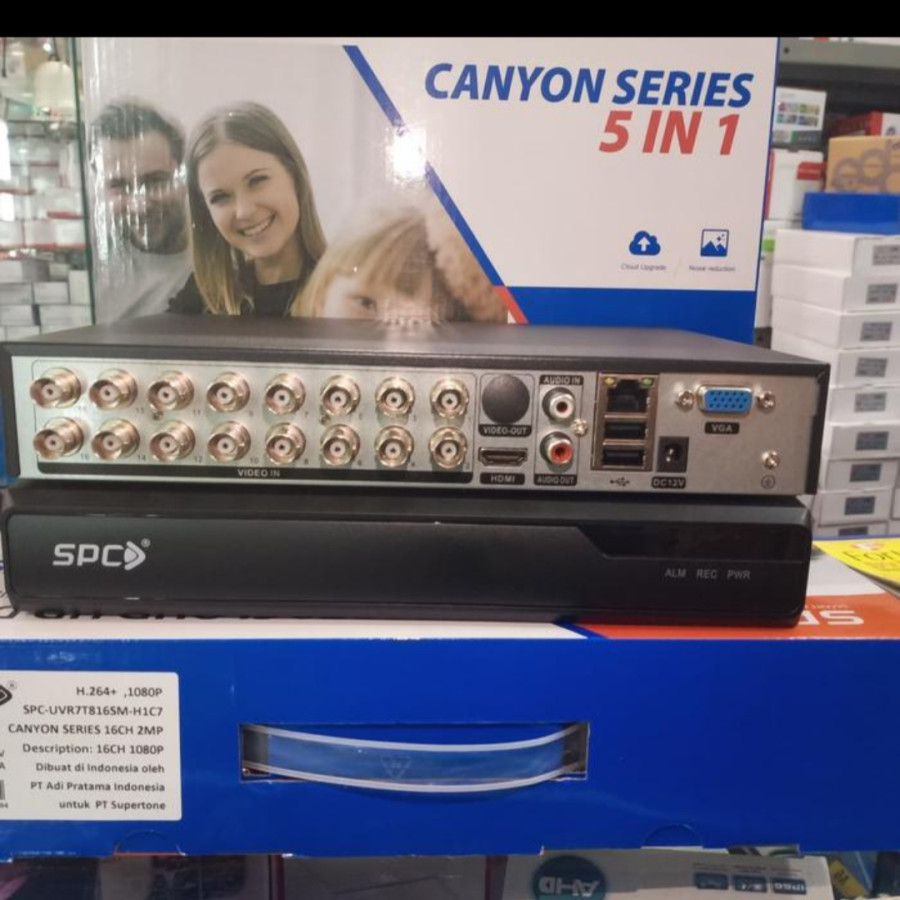 CANYON SERIES
5 IN 1
Cloud Upgrade
Noise reduction
AUDIO IN
VIDEO-OUT
VGA
VIDEO IN
HDMI
AUDIO OUT
DC12V
SPC
ALM REC PWR
H.264+ ,1080P
SPC-UVR7T816SM-H1C7
CANYON SERIES 16CH 2MP
Description: 16CH 1080P
Dibuat di Indonesia oleh
PT Adi Pratama Indonesia
untuk PT Supertone
AHD